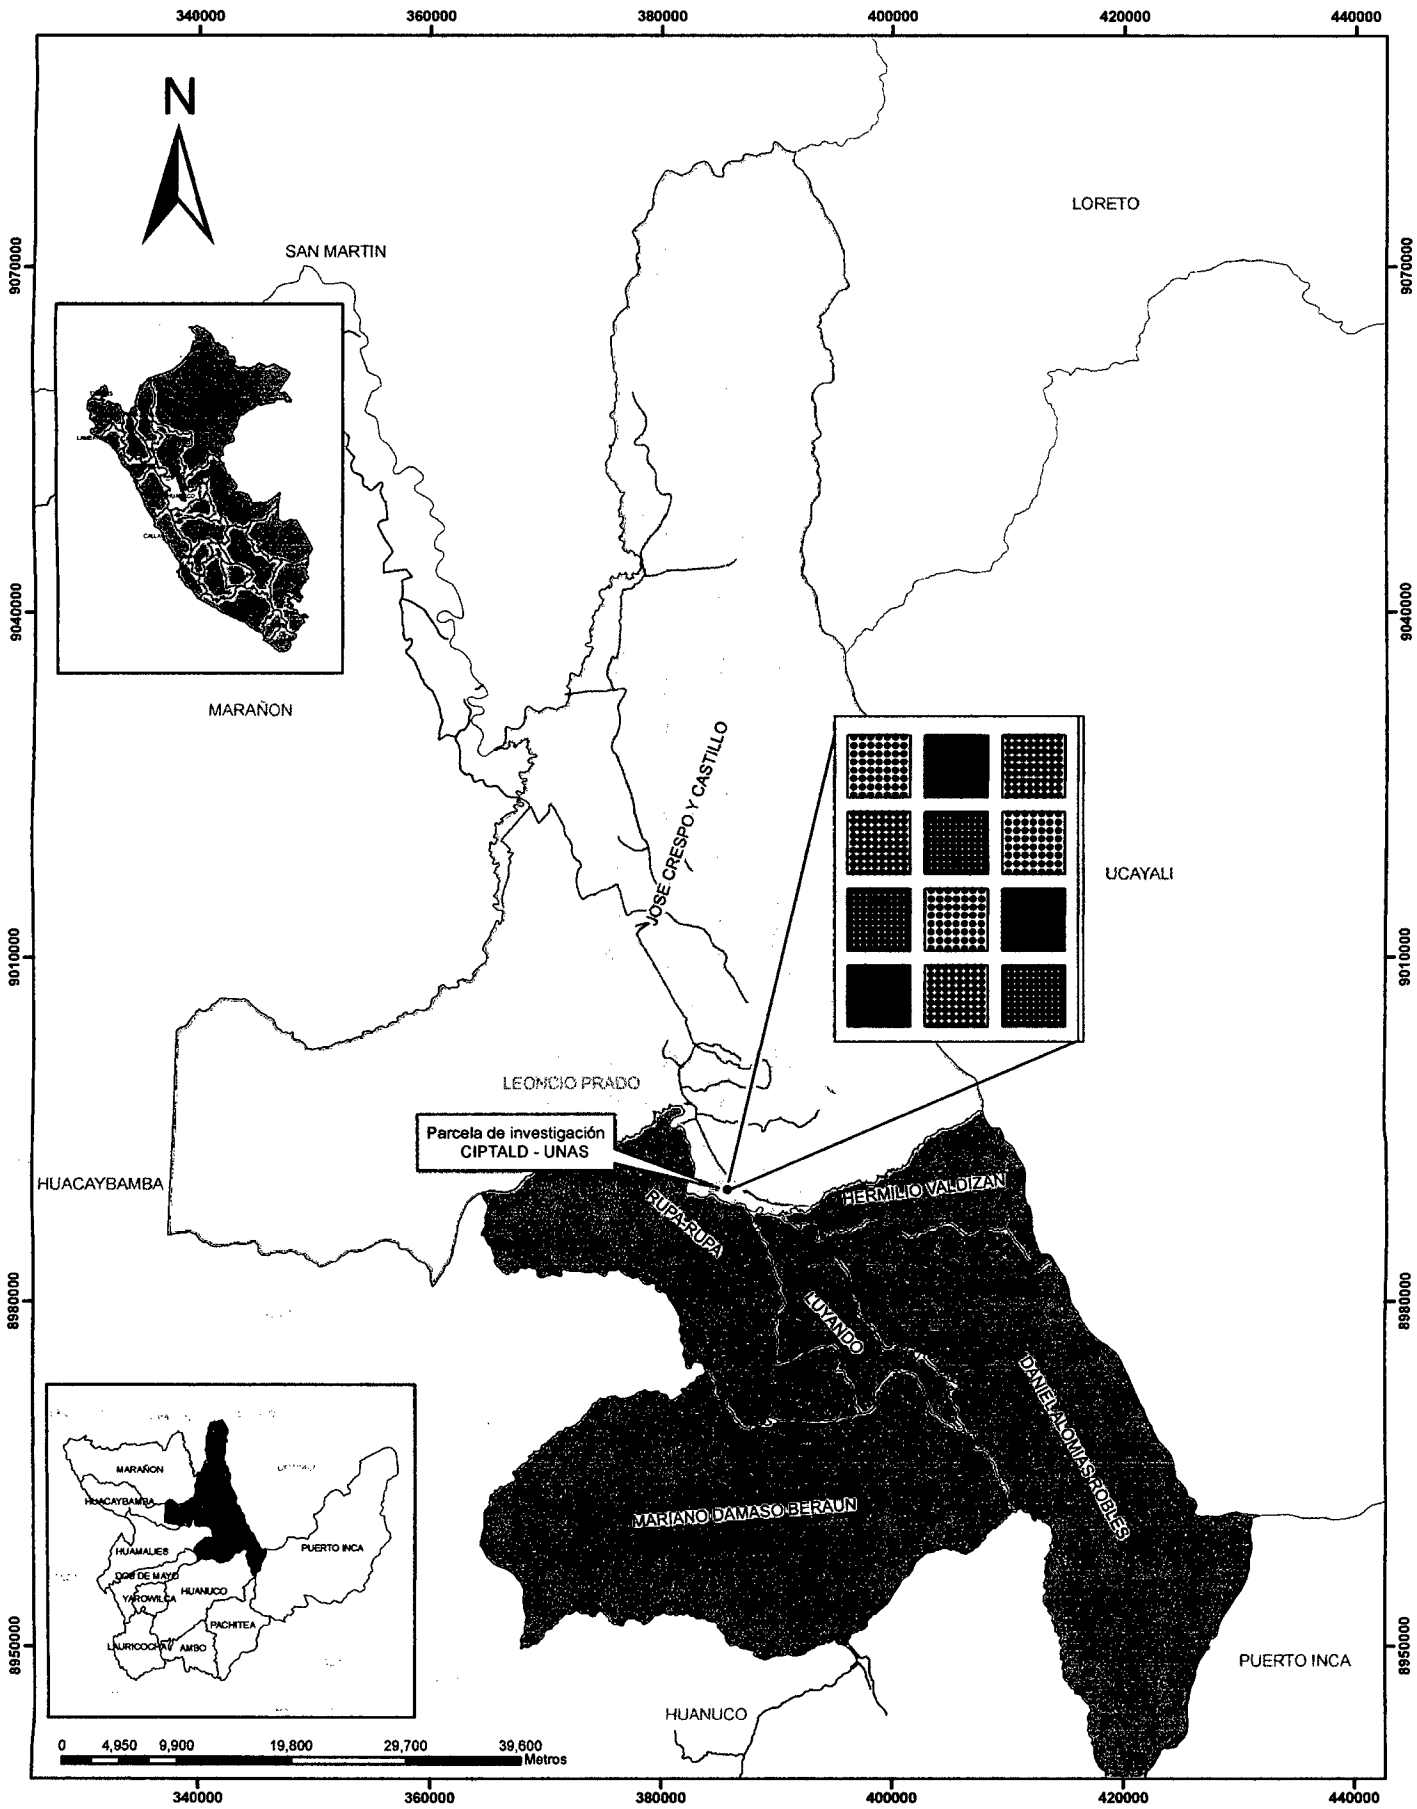 340000
360000
380000
400000
420000
440000
N
LORETO
SAN MARTIN
9070000
9070000
HUANUCO
9040000
9040000
MARAÑON
JOSE CRESPO Y CASTILLO
UCAYALI
9010000
9010000
LEONCIO PRADO
Parcela de investigación
CIPTALD - UNAS
HUACAYBAMBA
HERMILIO VALDIZAN
RUPA-RUPA
LUYANDO
8980000
8980000
DANIEL ALOMIAS ROBLES
MARIANO DAMASO BERAUN
MARAÑON
HUACAYBAMBA
HUAMALIES
PUERTO INCA
DOS DE MAYO
YAROWILCA
HUANUCO
PACHITEA
LAURICOCHA
AMBO
8950000
8950000
PUERTO INCA
HUANUCO
0 4,950 9,900 19,800 29,700 39,600
Metros
340000
360000
380000
400000
420000
440000